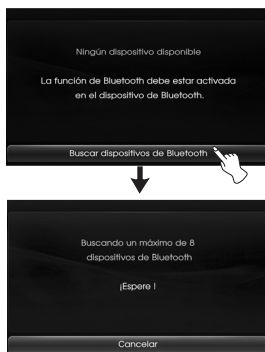 Ningún dispositivo disponible
La función de Bluetooth debe estar activada
en el dispositivo de Bluetooth.
Buscar dispositivos de Bluetooth
Buscando un máximo de 8
dispositivos de Bluetooth
¡Espere !
Cancelar